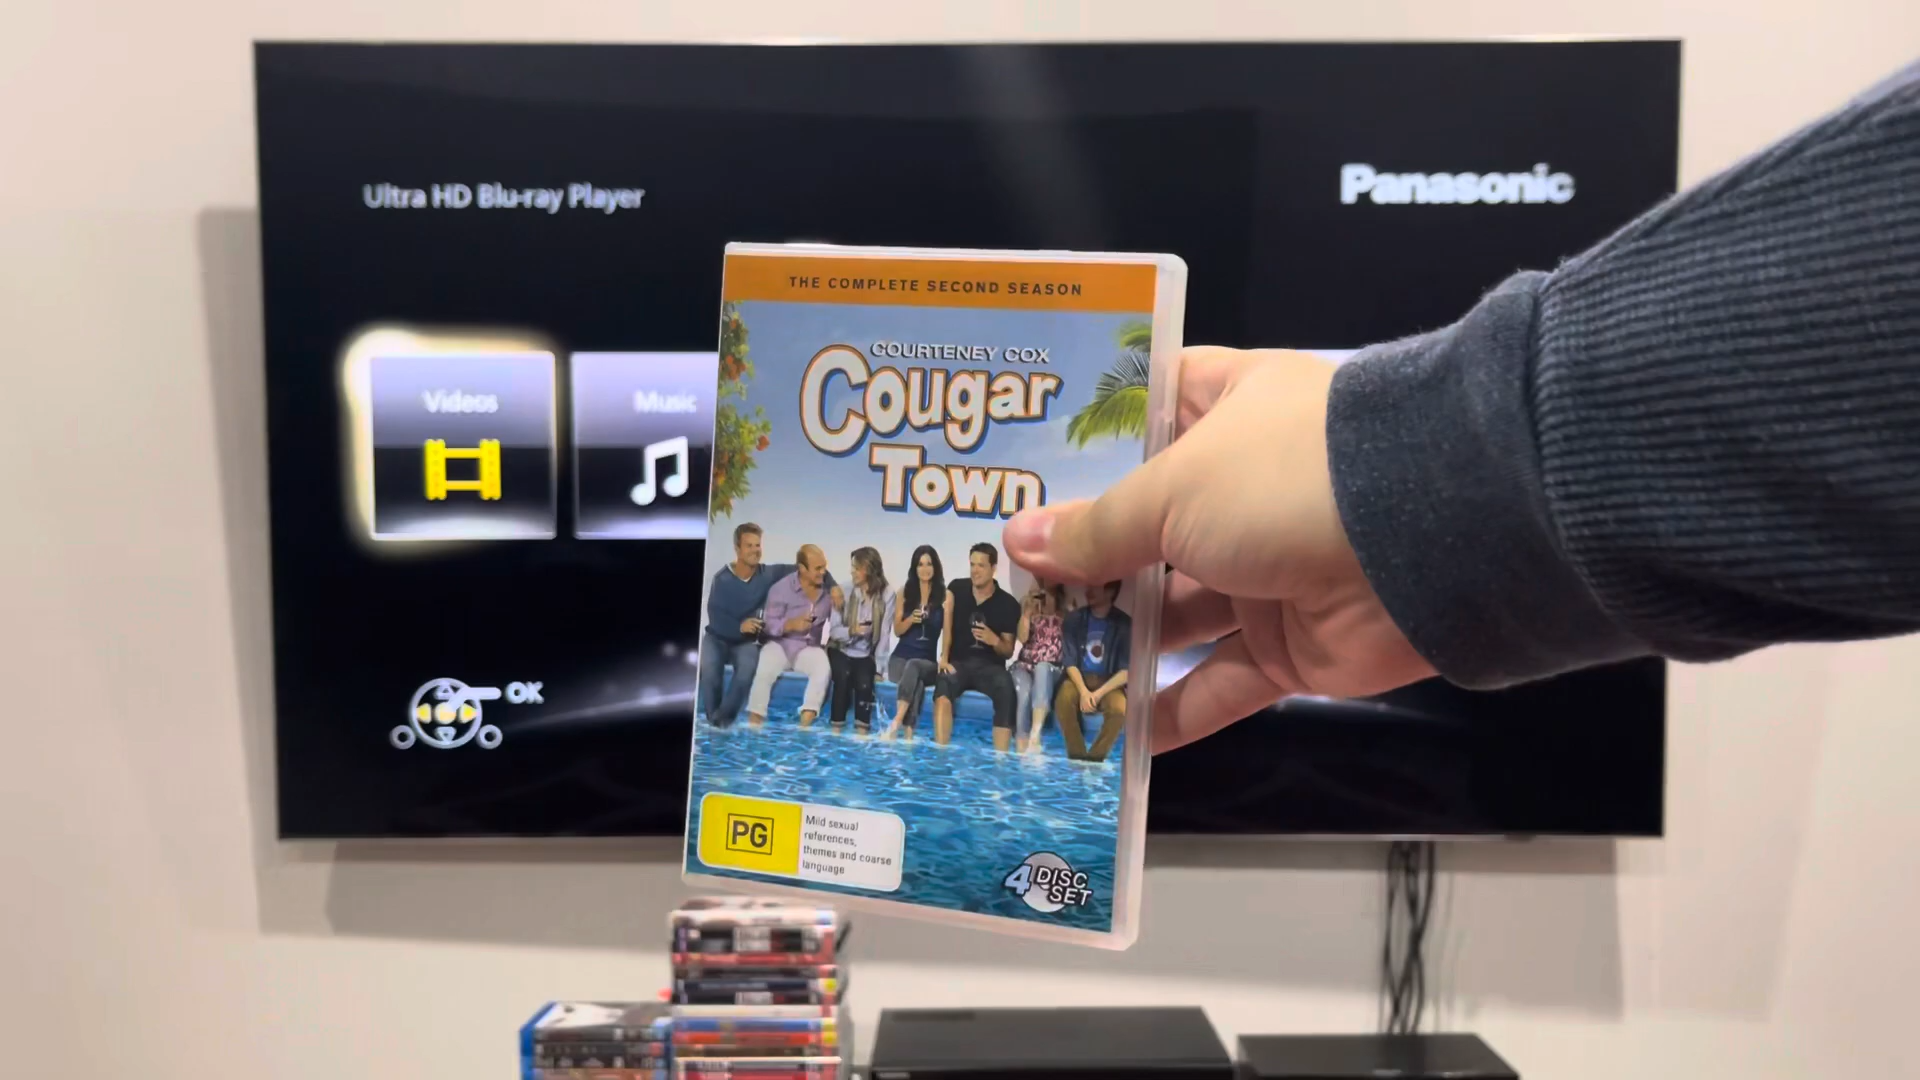 Ultra HD Blu-ray Player
Panasonic
THE COMPLETE SECOND SEASON
COURTENEY COX
Cougar
Town
Videos
Music
OK
PG
Mild sexual
references,
themes and coarse
language
4 DISC
SET